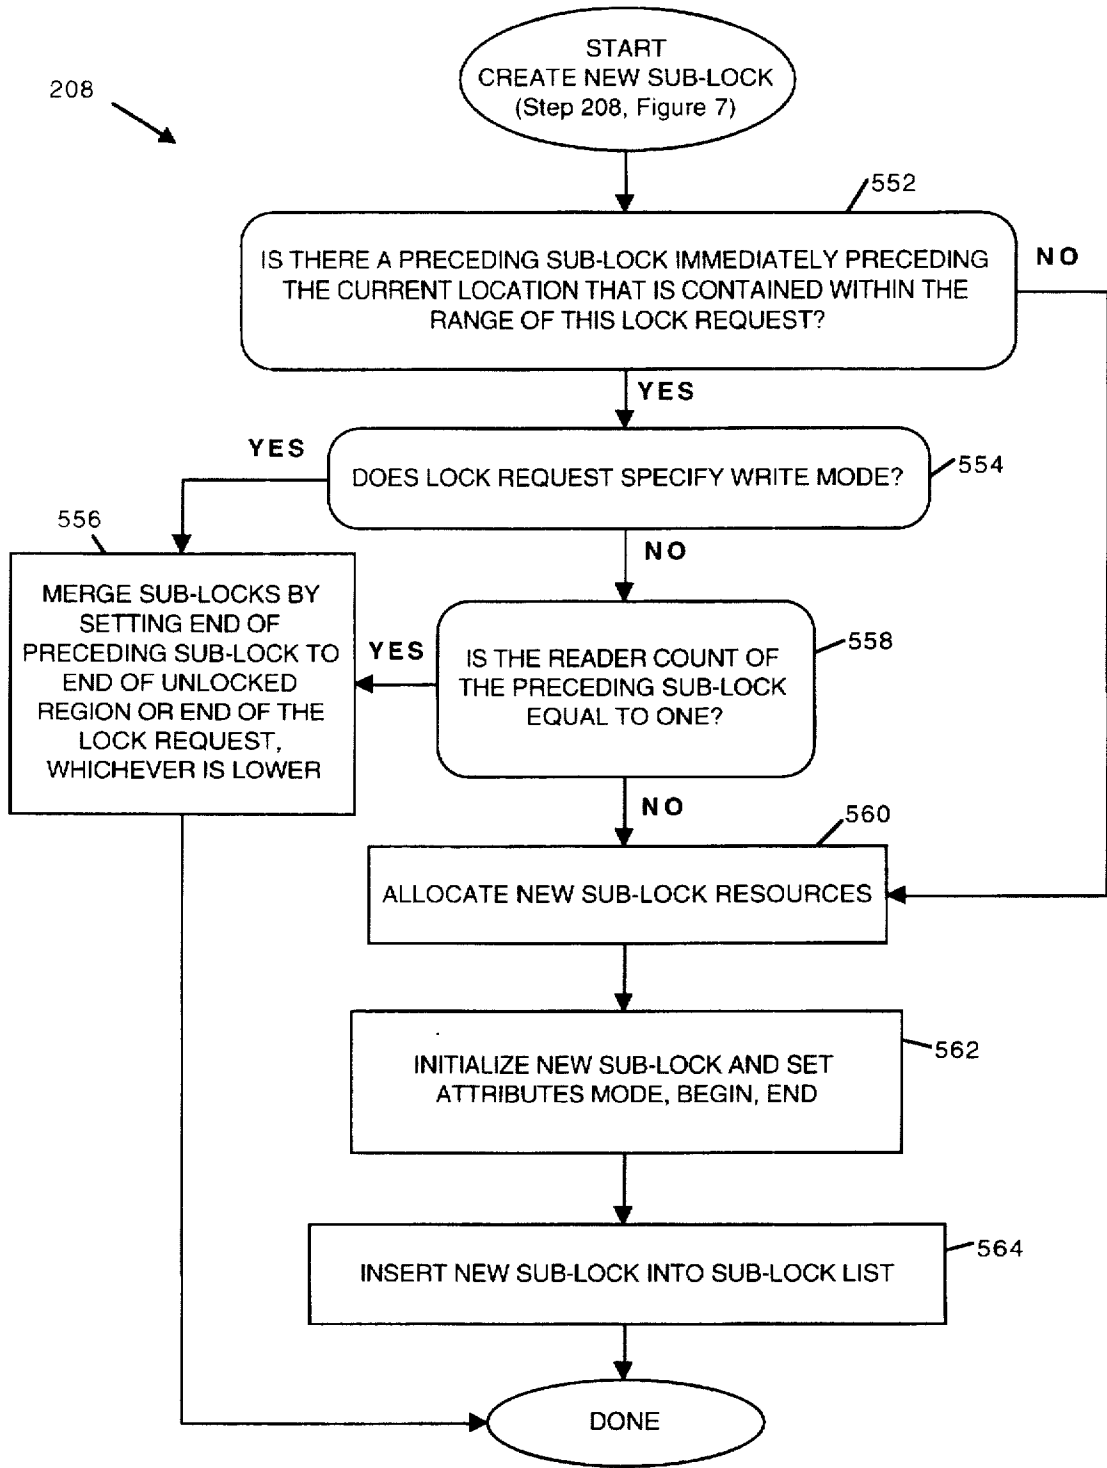 START
CREATE NEW SUB-LOCK
(Step 208, Figure 7)
208
552
IS THERE A PRECEDING SUB-LOCK IMMEDIATELY PRECEDING
THE CURRENT LOCATION THAT IS CONTAINED WITHIN THE
RANGE OF THIS LOCK REQUEST?
NO
YES
YES
DOES LOCK REQUEST SPECIFY WRITE MODE?
554
556
NO
MERGE SUB-LOCKS BY
SETTING END OF
PRECEDING SUB-LOCK TO
END OF UNLOCKED
REGION OR END OF THE
LOCK REQUEST,
WHICHEVER IS LOWER
YES
IS THE READER COUNT OF
THE PRECEDING SUB-LOCK
EQUAL TO ONE?
558
NO
560
ALLOCATE NEW SUB-LOCK RESOURCES
INITIALIZE NEW SUB-LOCK AND SET
ATTRIBUTES MODE, BEGIN, END
562
INSERT NEW SUB-LOCK INTO SUB-LOCK LIST
564
DONE